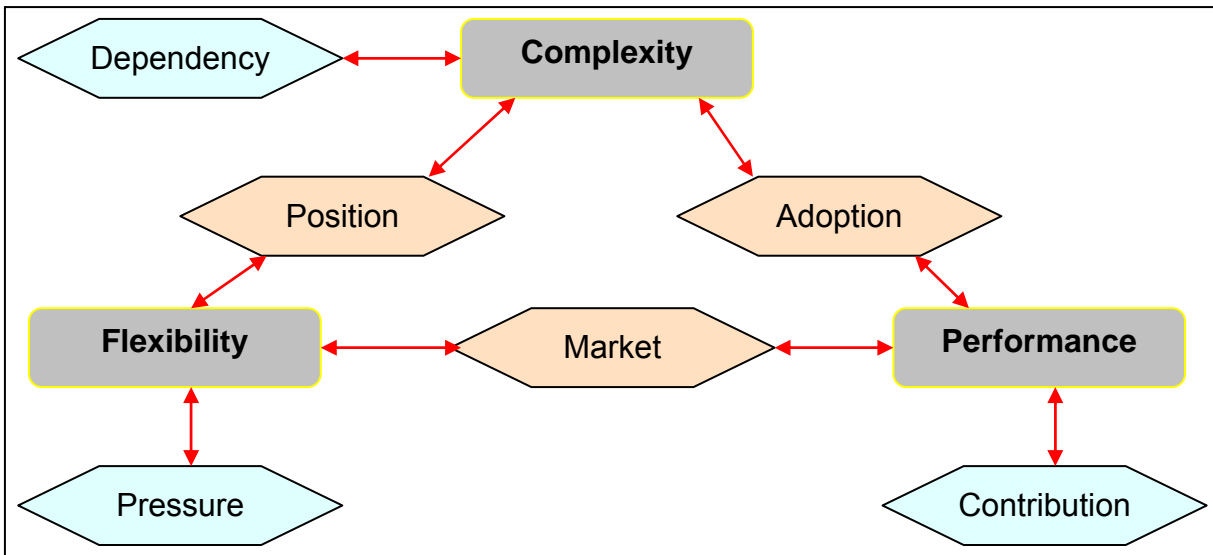 Dependency
Complexity
Position
Adoption
Flexibility
Market
Performance
Pressure
Contribution